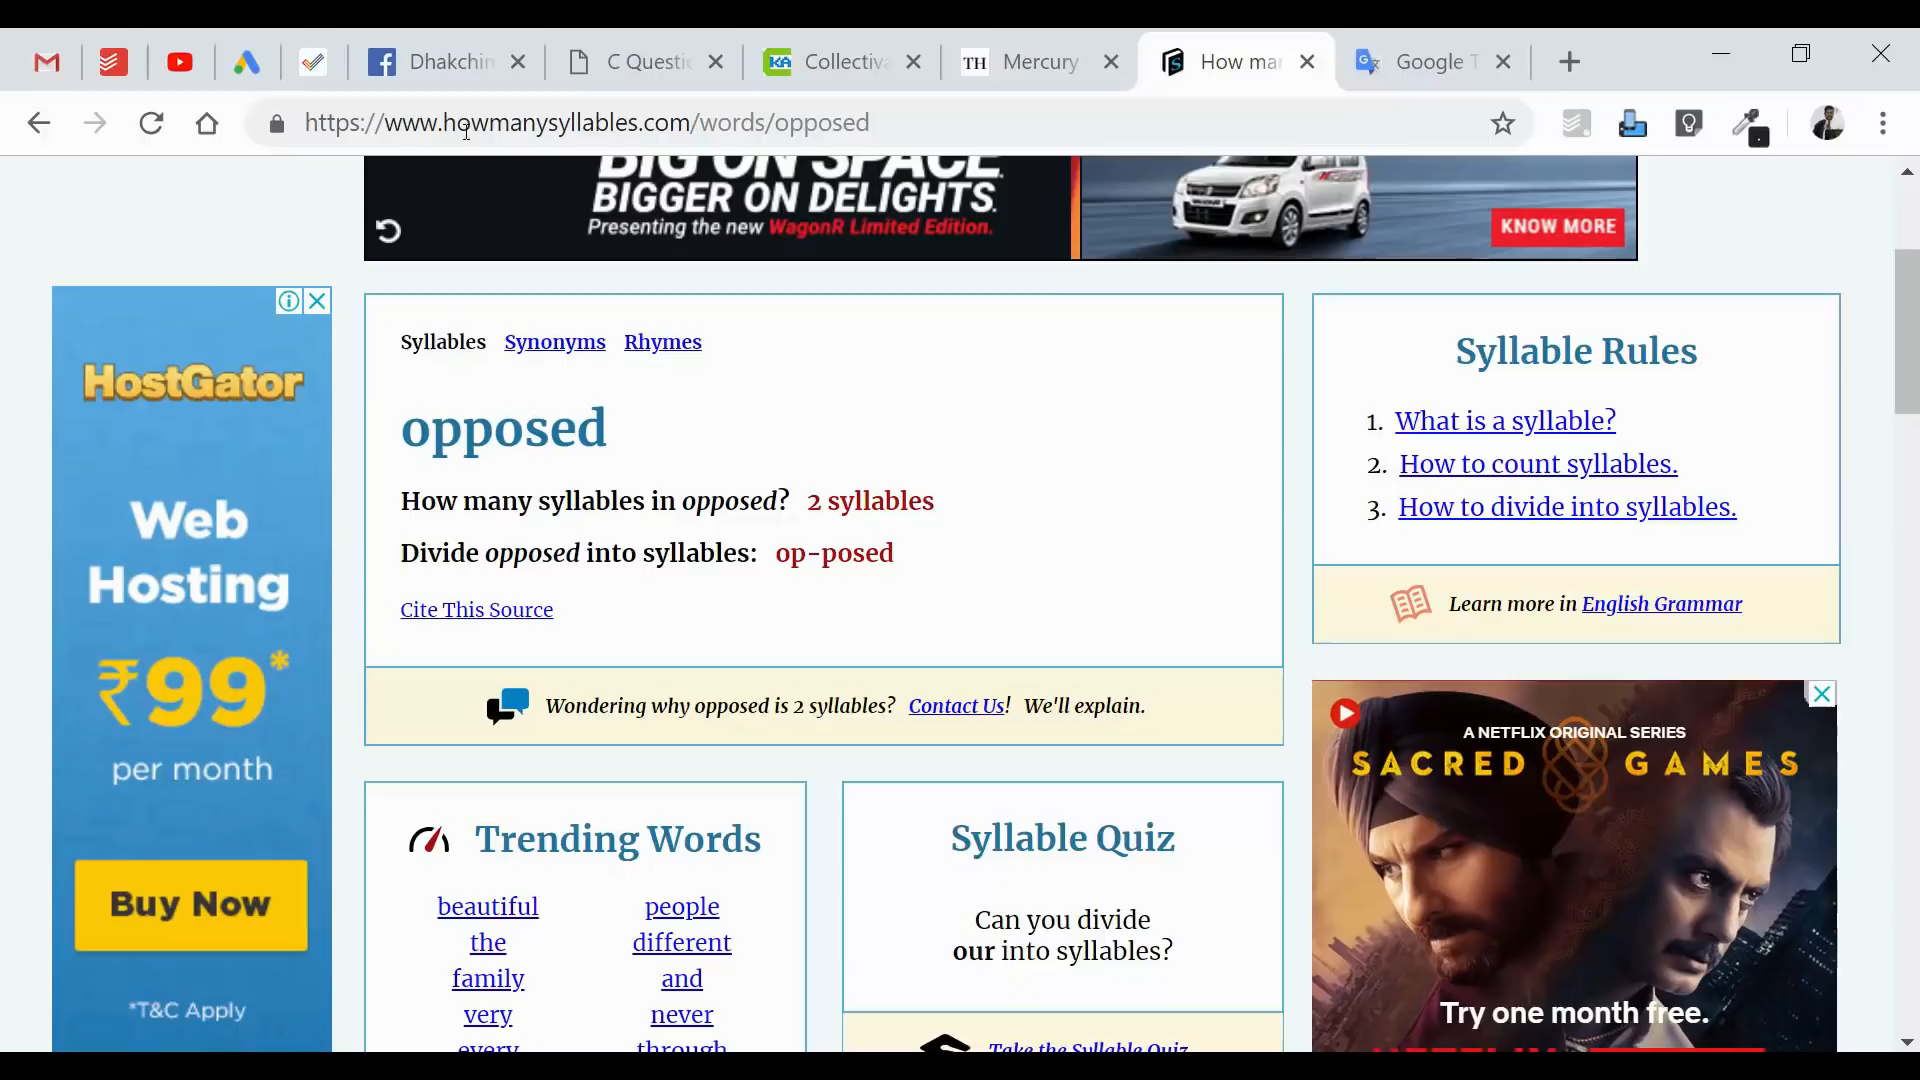 Dhakchin
C Questi
Collectiva
TH Mercury
How mar
Google T
https://www.howmanysyllables.com/words/opposed
BIG ON SPACE
BIGGER ON DELIGHTS.
Presenting the new WagonR Limited Edition.
KNOW MORE
HostGator
Web
Hosting
₹99*
per month
Buy Now
*T&C Apply
Syllables Synonyms Rhymes
opposed
How many syllables in opposed? 2 syllables
Divide opposed into syllables: op-posed
Cite This Source
Wondering why opposed is 2 syllables? Contact Us! We'll explain.
Trending Words
beautiful people
the different
family and
very never
every through
Syllable Quiz
Can you divide
our into syllables?
Take the Syllable Quiz
Syllable Rules
1. What is a syllable?
2. How to count syllables.
3. How to divide into syllables.
Learn more in English Grammar
A NETFLIX ORIGINAL SERIES
SACRED GAMES
Try one month free.
NETFLIX